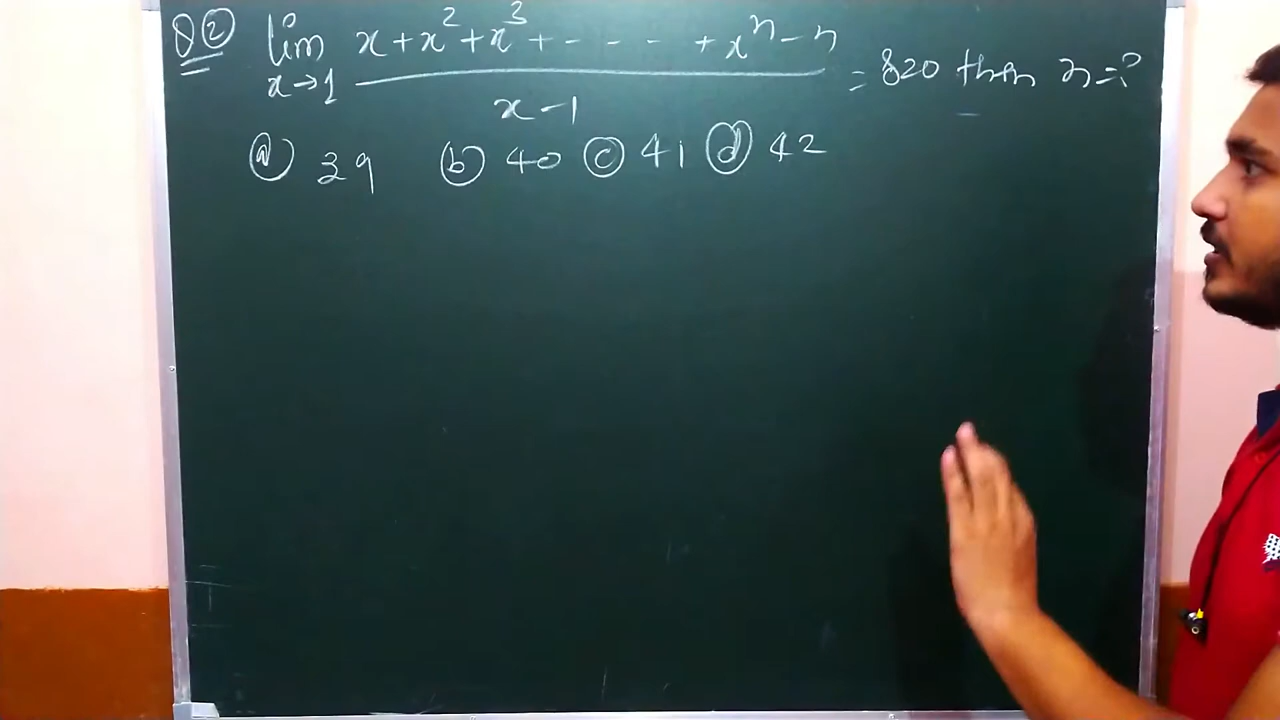 Q② lim x→1 (x + x² + x³ + - - - - + xⁿ - n)/(x - 1) = 820 then n = ?
ⓐ 39 ⓑ 40 ⓒ 41 ⓓ 42